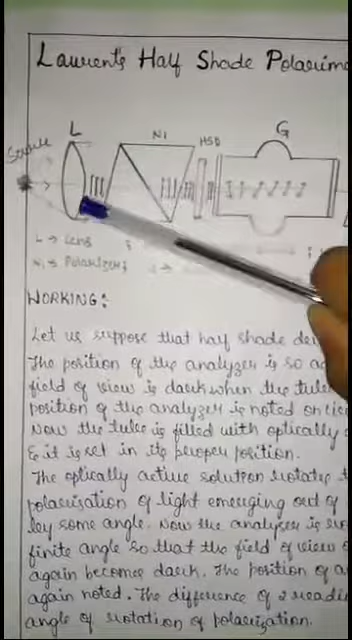 Laurent's Half Shade Polarime
L N1 HSD G
Source
L → Lens
N1 → Polarizer
WORKING:
Let us suppose that half shade de
The position of the analyzer is so a
field of view is dark when the tube
position of the analyzer is noted on
Now the tube is filled with optically
& it is set in its proper position.
The optically active solution rotates t
polarisation of light emerging out of
by some angle. Now the analyser is ro
finite angle so that the field of view
again becomes dark. The position of a
again noted. The difference of 2 readi
angle of rotation of polarization.